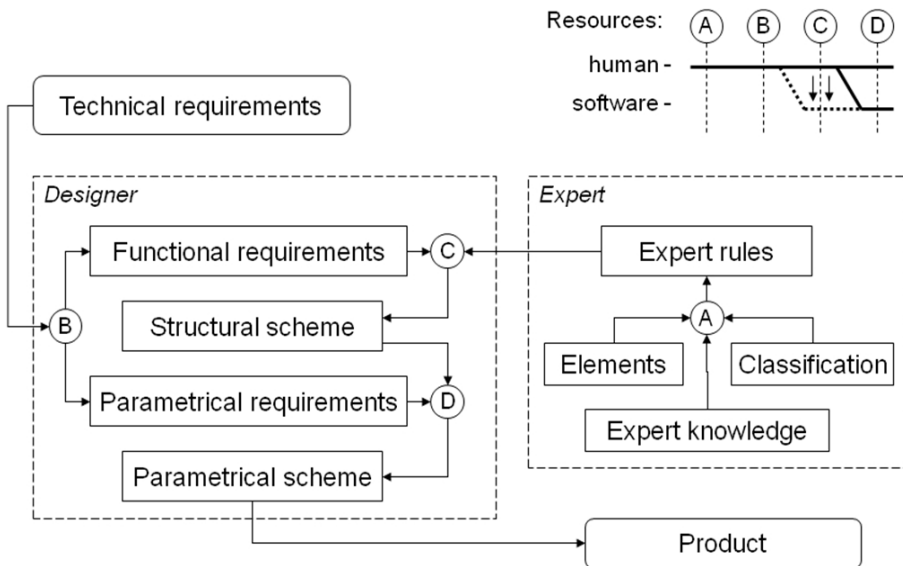 Resources: A B C D
human -
software -
Technical requirements
Designer
Functional requirements
C
Structural scheme
B
Parametrical requirements
D
Parametrical scheme
Expert
Expert rules
A
Elements
Classification
Expert knowledge
Product